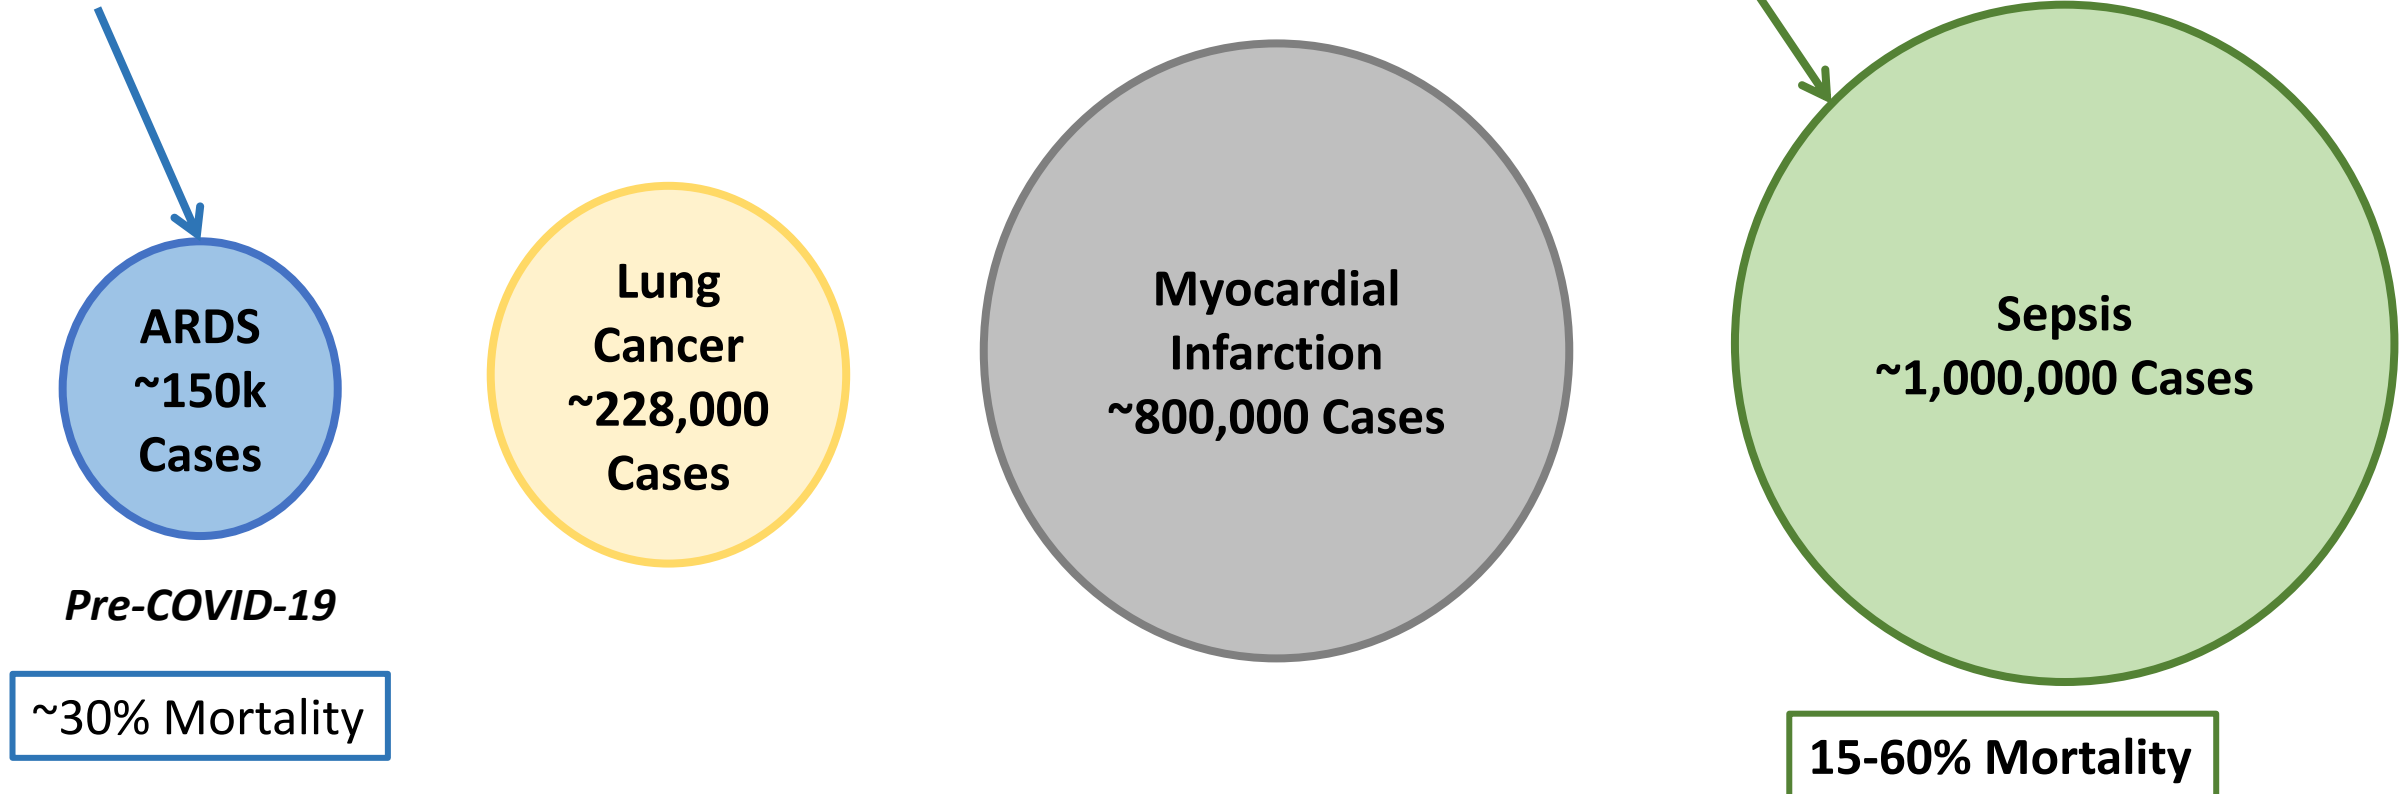 ARDS
~150k
Cases
Pre-COVID-19
~30% Mortality
Lung
Cancer
~228,000
Cases
Myocardial
Infarction
~800,000 Cases
Sepsis
~1,000,000 Cases
15-60% Mortality